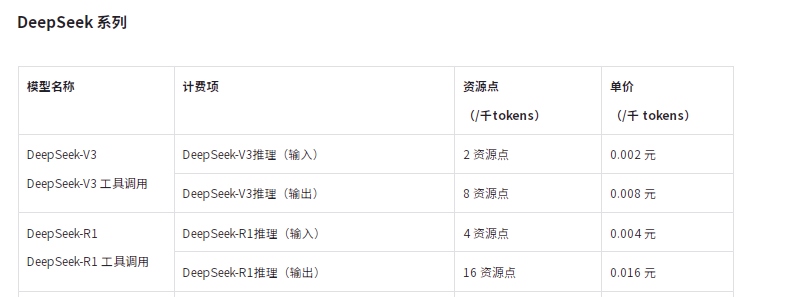 DeepSeek 系列
模型名称 计费项 资源点 单价
（/千tokens） （/千 tokens）
DeepSeek-V3 DeepSeek-V3推理（输入） 2 资源点 0.002 元
DeepSeek-V3 工具调用
DeepSeek-V3推理（输出） 8 资源点 0.008 元
DeepSeek-R1 DeepSeek-R1推理（输入） 4 资源点 0.004 元
DeepSeek-R1 工具调用
DeepSeek-R1推理（输出） 16 资源点 0.016 元